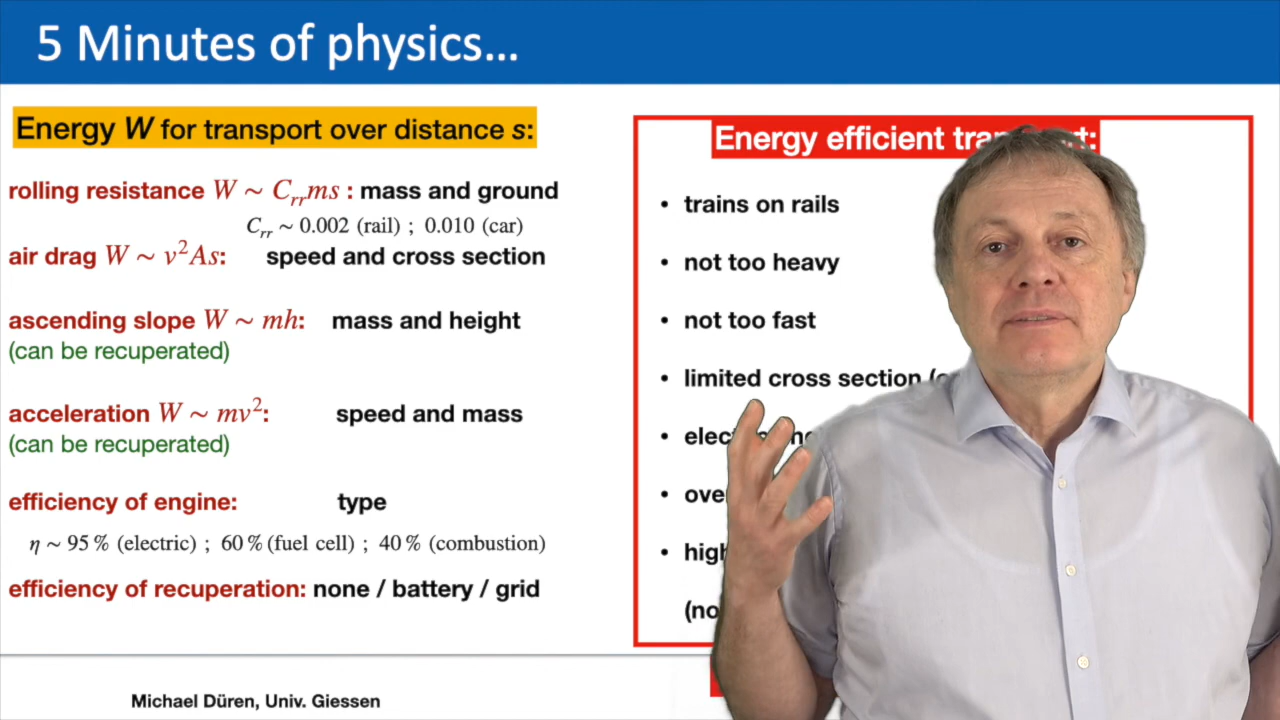 5 Minutes of physics...
Energy W for transport over distance s:
rolling resistance W ~ C_rr ms : mass and ground
C_rr ~ 0.002 (rail) ; 0.010 (car)
air drag W ~ v²As: speed and cross section
ascending slope W ~ mh: mass and height
(can be recuperated)
acceleration W ~ mv²: speed and mass
(can be recuperated)
efficiency of engine: type
η ~ 95 % (electric) ; 60 % (fuel cell) ; 40 % (combustion)
efficiency of recuperation: none / battery / grid
Energy efficient
• trains on rails
• not too heavy
• not too fast
• limited cross section
Michael Düren, Univ. Giessen